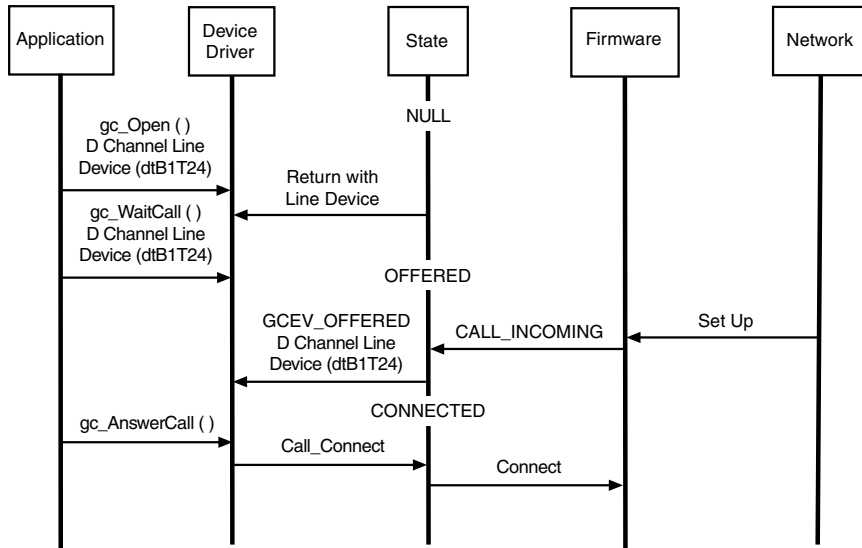 Application
Device
Driver
State
Firmware
Network
NULL
gc_Open ( )
D Channel Line
Device (dtB1T24)
Return with
Line Device
gc_WaitCall ( )
D Channel Line
Device (dtB1T24)
OFFERED
GCEV_OFFERED
D Channel Line
Device (dtB1T24)
CALL_INCOMING
Set Up
CONNECTED
gc_AnswerCall ( )
Call_Connect
Connect